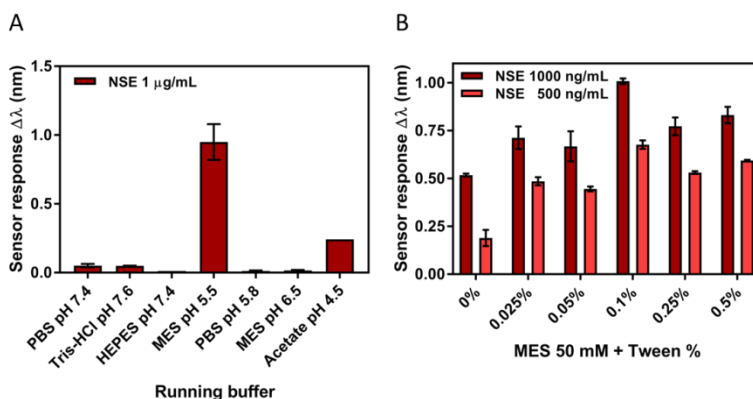 A
Sensor response Δλ (nm)
1.5
1.0
0.5
0.0
NSE 1 μg/mL
PBS pH 7.4
Tris-HCl pH 7.6
HEPES pH 7.4
MES pH 5.5
PBS pH 5.8
MES pH 6.5
Acetate pH 4.5
Running buffer
B
Sensor response Δλ (nm)
1.00
0.75
0.50
0.25
0.00
NSE 1000 ng/mL
NSE 500 ng/mL
0%
0.025%
0.05%
0.1%
0.25%
0.5%
MES 50 mM + Tween %